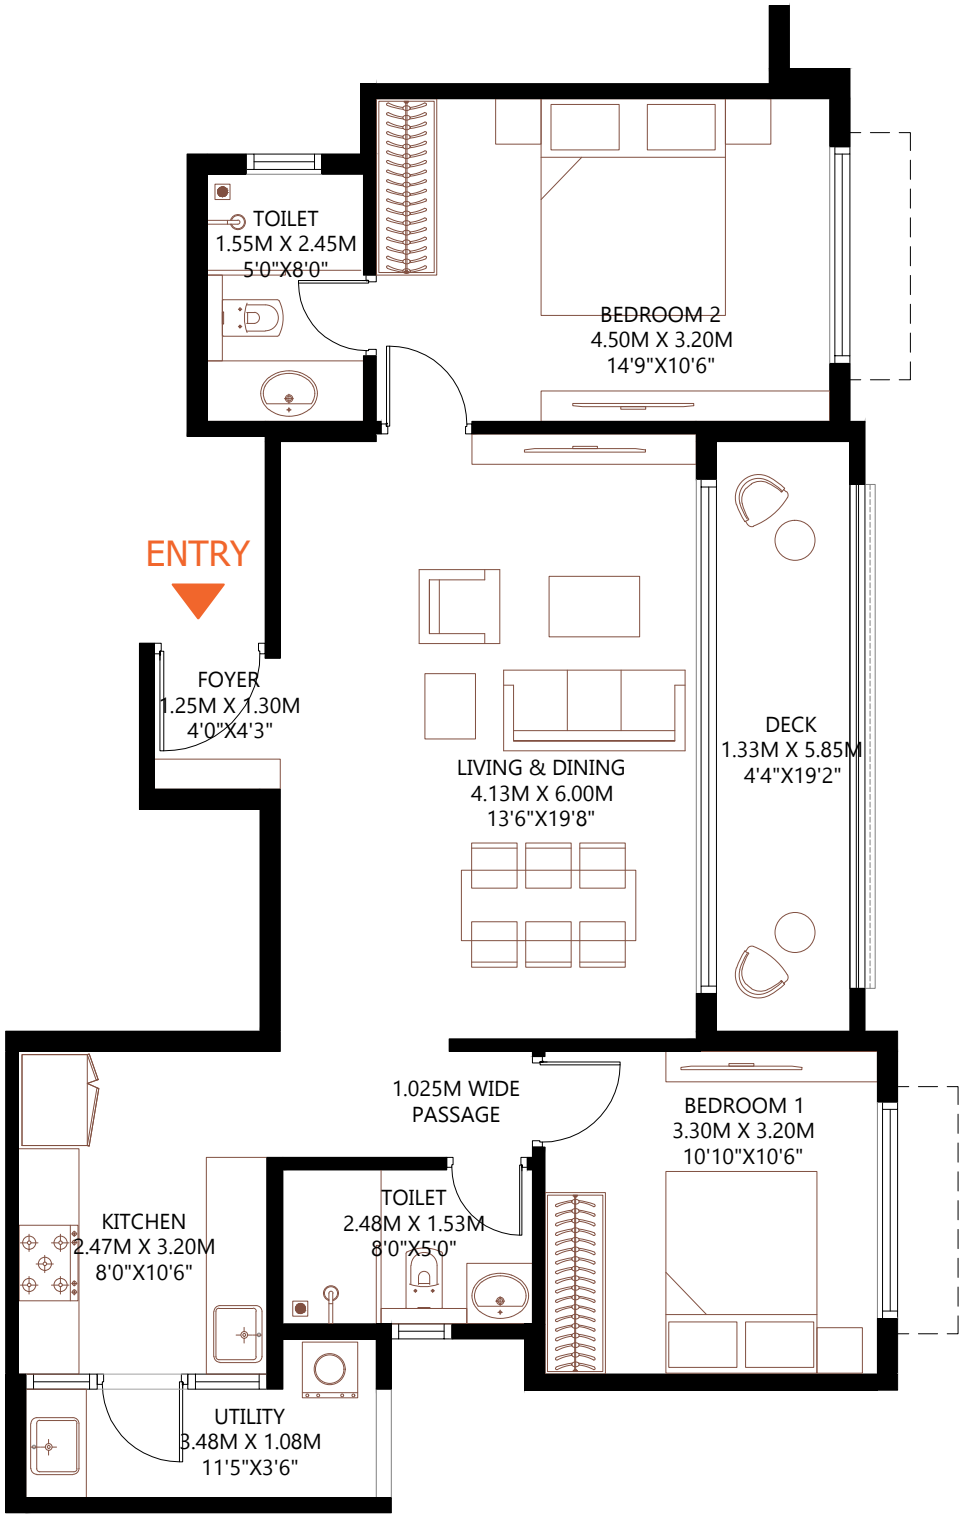 TOILET
1.55M X 2.45M
5'0"X8'0"
BEDROOM 2
4.50M X 3.20M
14'9"X10'6"
ENTRY
FOYER
1.25M X 1.30M
4'0"X4'3"
DECK
1.33M X 5.85M
4'4"X19'2"
LIVING & DINING
4.13M X 6.00M
13'6"X19'8"
1.025M WIDE
PASSAGE
BEDROOM 1
3.30M X 3.20M
10'10"X10'6"
TOILET
2.48M X 1.53M
8'0"X5'0"
KITCHEN
2.47M X 3.20M
8'0"X10'6"
UTILITY
3.48M X 1.08M
11'5"X3'6"